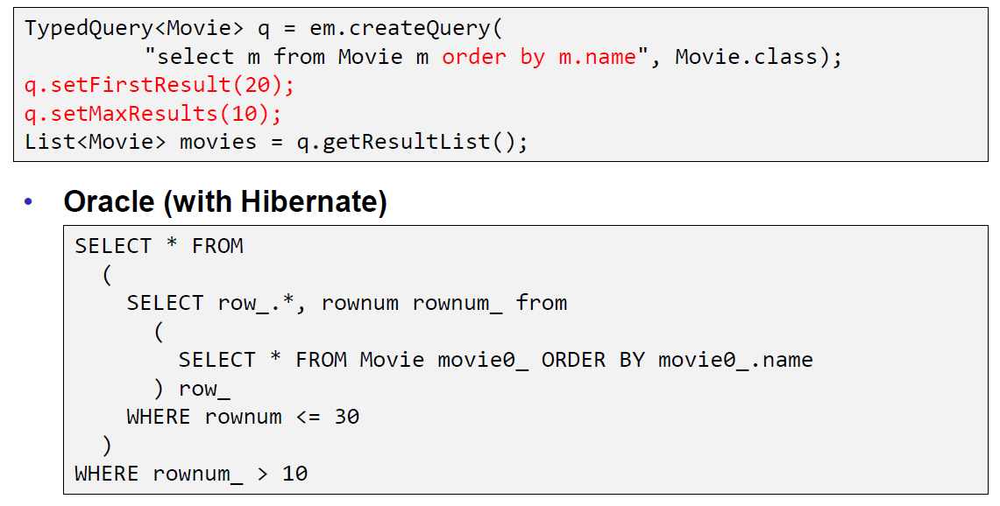 TypedQuery<Movie> q = em.createQuery(
"select m from Movie m order by m.name", Movie.class);
q.setFirstResult(20);
q.setMaxResults(10);
List<Movie> movies = q.getResultList();
• Oracle (with Hibernate)
SELECT * FROM
(
SELECT row_.*, rownum rownum_ from
(
SELECT * FROM Movie movie0_ ORDER BY movie0_.name
) row_
WHERE rownum <= 30
)
WHERE rownum_ > 10